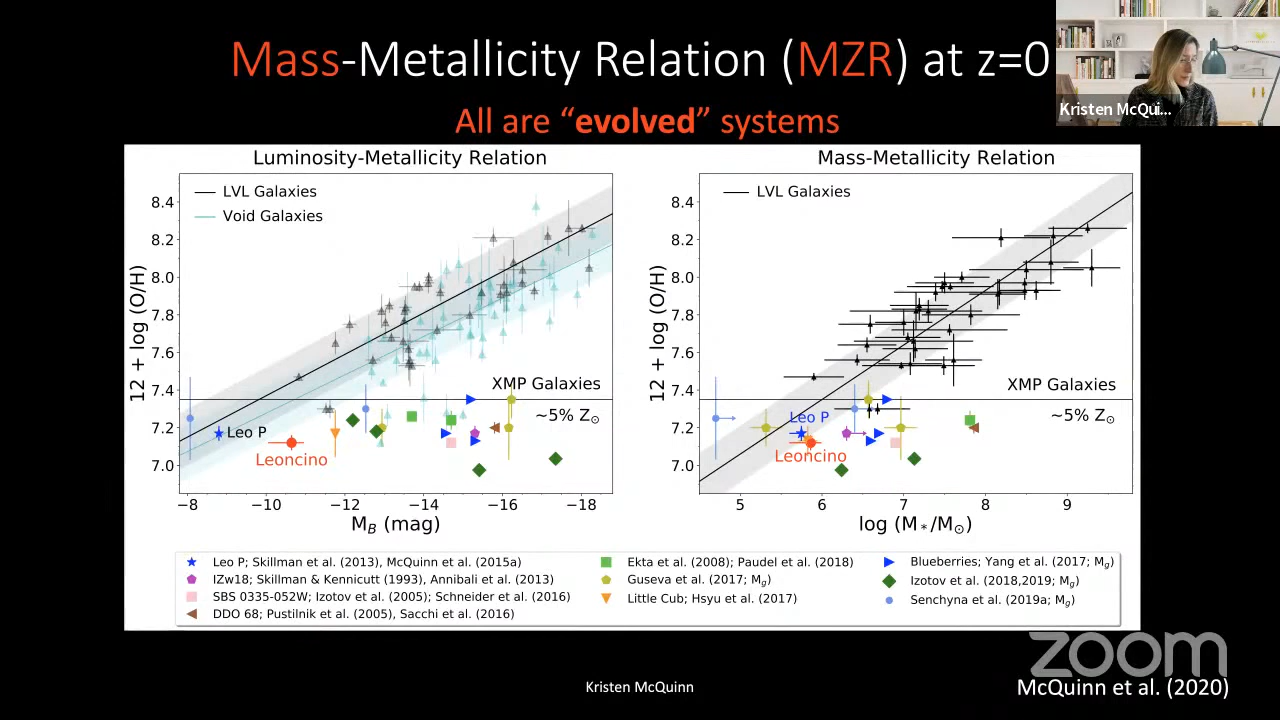 Mass-Metallicity Relation (MZR) at z=0
Kristen McQui...
All are “evolved” systems
Luminosity-Metallicity Relation
LVL Galaxies
Void Galaxies
8.4
8.2
8.0
7.8
7.6
7.4
7.2
7.0
12 + log (O/H)
XMP Galaxies
~5% Z⊙
Leo P
Leoncino
−8
−10
−12
−14
−16
−18
M_B (mag)
Mass-Metallicity Relation
LVL Galaxies
8.4
8.2
8.0
7.8
7.6
7.4
7.2
7.0
12 + log (O/H)
XMP Galaxies
~5% Z⊙
Leo P
Leoncino
5
6
7
8
9
log (M*/M⊙)
Leo P; Skillman et al. (2013), McQuinn et al. (2015a)
IZw18; Skillman & Kennicutt (1993), Annibali et al. (2013)
SBS 0335-052W; Izotov et al. (2005); Schneider et al. (2016)
DDO 68; Pustilnik et al. (2005), Sacchi et al. (2016)
Ekta et al. (2008); Paudel et al. (2018)
Guseva et al. (2017; M_g)
Little Cub; Hsyu et al. (2017)
Blueberries; Yang et al. (2017; M_g)
Izotov et al. (2018,2019; M_g)
Senchyna et al. (2019a; M_g)
zoom
Kristen McQuinn
McQuinn et al. (2020)